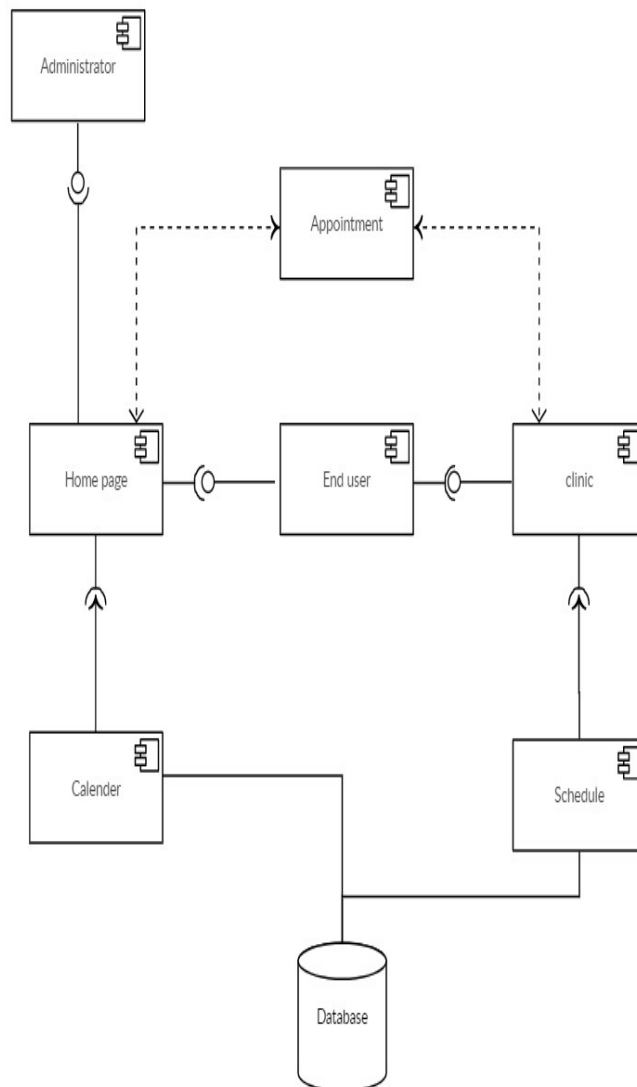 Administrator
Appointment
Home page
End user
clinic
Calender
Schedule
Database